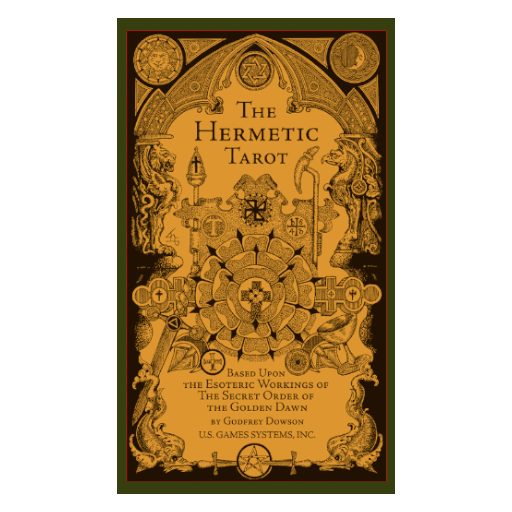 THE
HERMETIC
TAROT
BASED UPON
THE ESOTERIC WORKINGS OF
THE SECRET ORDER OF
THE GOLDEN DAWN
BY GODFREY DOWSON
U.S. GAMES SYSTEMS, INC.